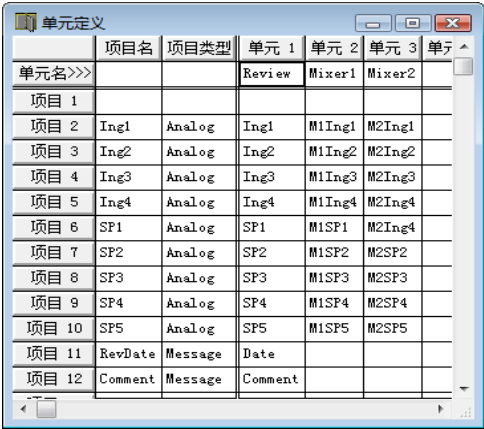 单元定义
项目名 项目类型 单元 1 单元 2 单元 3 单元
单元名>>> Review Mixer1 Mixer2
项目 1
项目 2 Ing1 Analog Ing1 M1Ing1 M2Ing1
项目 3 Ing2 Analog Ing2 M1Ing2 M2Ing2
项目 4 Ing3 Analog Ing3 M1Ing3 M2Ing3
项目 5 Ing4 Analog Ing4 M1Ing4 M2Ing4
项目 6 SP1 Analog SP1 M1SP1 M2Ing4
项目 7 SP2 Analog SP2 M1SP2 M2SP2
项目 8 SP3 Analog SP3 M1SP3 M2SP3
项目 9 SP4 Analog SP4 M1SP4 M2SP4
项目 10 SP5 Analog SP5 M1SP5 M2SP5
项目 11 RevDate Message Date
项目 12 Comment Message Comment